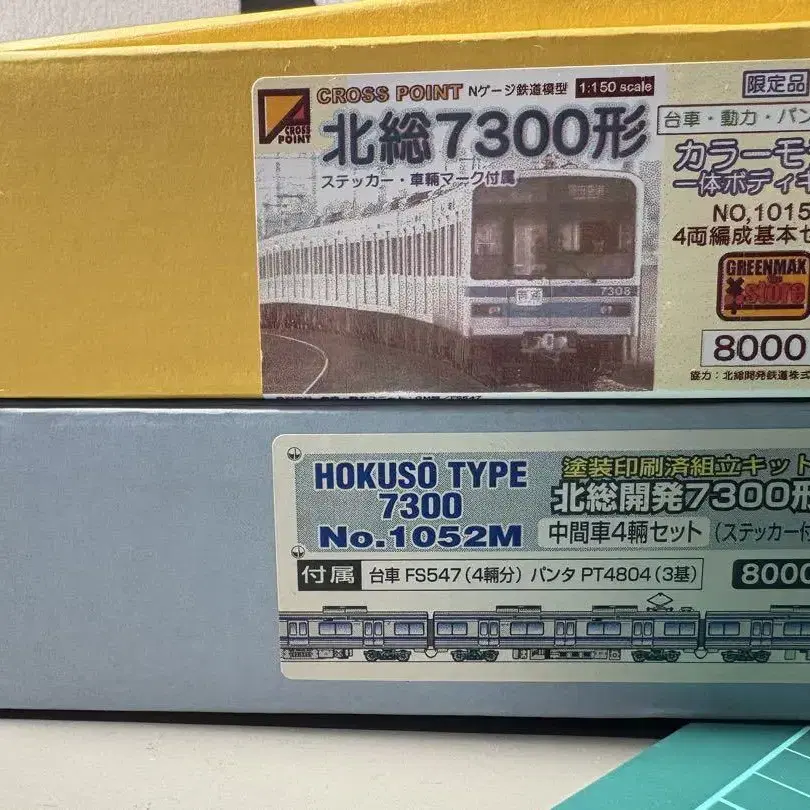 CROSS POINT Nゲージ鉄道模型 1:150 scale 限定品
CROSS
POINT
北総7300形
台車・動力・パン
ステッカー・車輛マーク付属
カラーモ
一体ボディキ
NO,1015
4両編成基本セ
GREENMAX
The store
8000
協力:北総開発鉄道株式
7308
HOKUSŌ TYPE
7300
No.1052M
塗装印刷済組立キット
北総開発7300形
中間車4輛セット (ステッカー付
付属 台車 FS547(4輛分) パンタ PT4804(3基) 8000